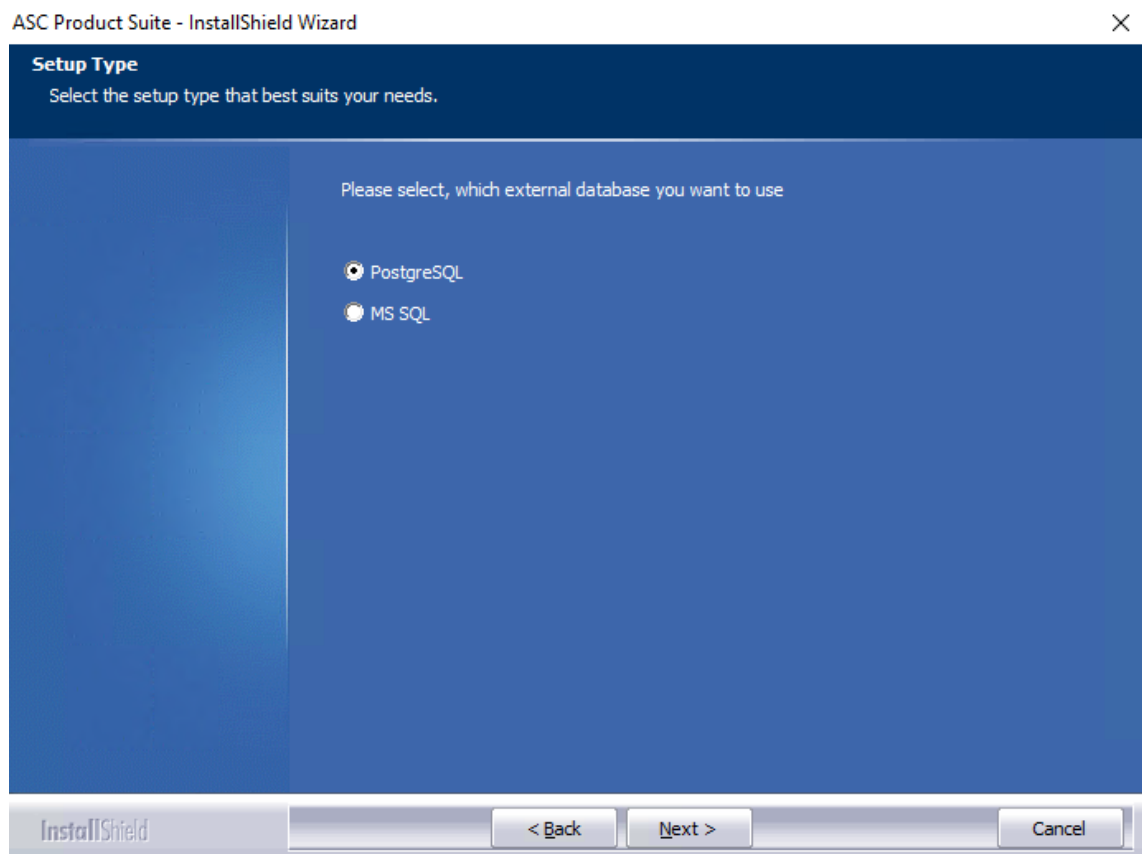 ASC Product Suite - InstallShield Wizard
Setup Type
Select the setup type that best suits your needs.
Please select, which external database you want to use
PostgreSQL
MS SQL
InstallShield
< Back
Next >
Cancel